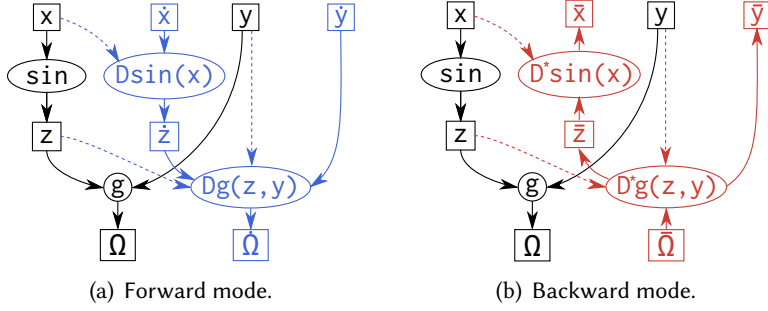 x ẋ y ẏ
sin Dsin(x)
z ż
g Dg(z,y)
Ω Ω̇
(a) Forward mode.
x x̄ y ȳ
sin D*sin(x)
z z̄
g D*g(z,y)
Ω Ω̄
(b) Backward mode.